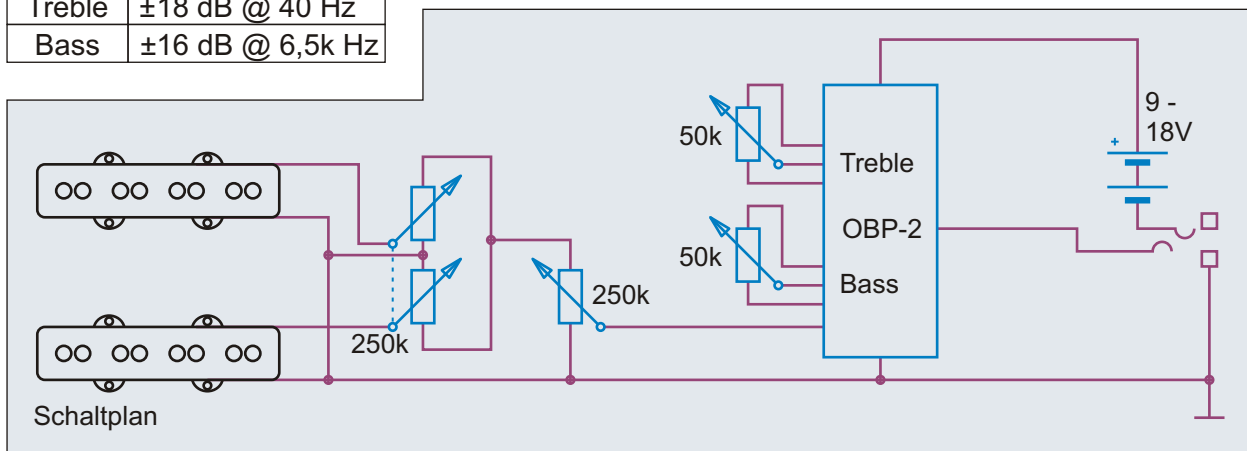 Treble ±18 dB @ 40 Hz
Bass ±16 dB @ 6,5k Hz
9 -
18V
+
50k
Treble
OBP-2
50k
Bass
250k
250k
Schaltplan